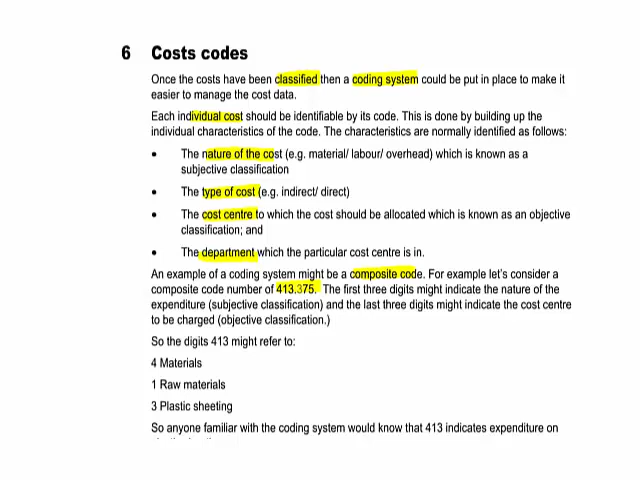 6 Costs codes
Once the costs have been classified then a coding system could be put in place to make it
easier to manage the cost data.
Each individual cost should be identifiable by its code. This is done by building up the
individual characteristics of the code. The characteristics are normally identified as follows:
• The nature of the cost (e.g. material/ labour/ overhead) which is known as a
subjective classification
• The type of cost (e.g. indirect/ direct)
• The cost centre to which the cost should be allocated which is known as an objective
classification; and
• The department which the particular cost centre is in.
An example of a coding system might be a composite code. For example let's consider a
composite code number of 413.375. The first three digits might indicate the nature of the
expenditure (subjective classification) and the last three digits might indicate the cost centre
to be charged (objective classification.)
So the digits 413 might refer to:
4 Materials
1 Raw materials
3 Plastic sheeting
So anyone familiar with the coding system would know that 413 indicates expenditure on